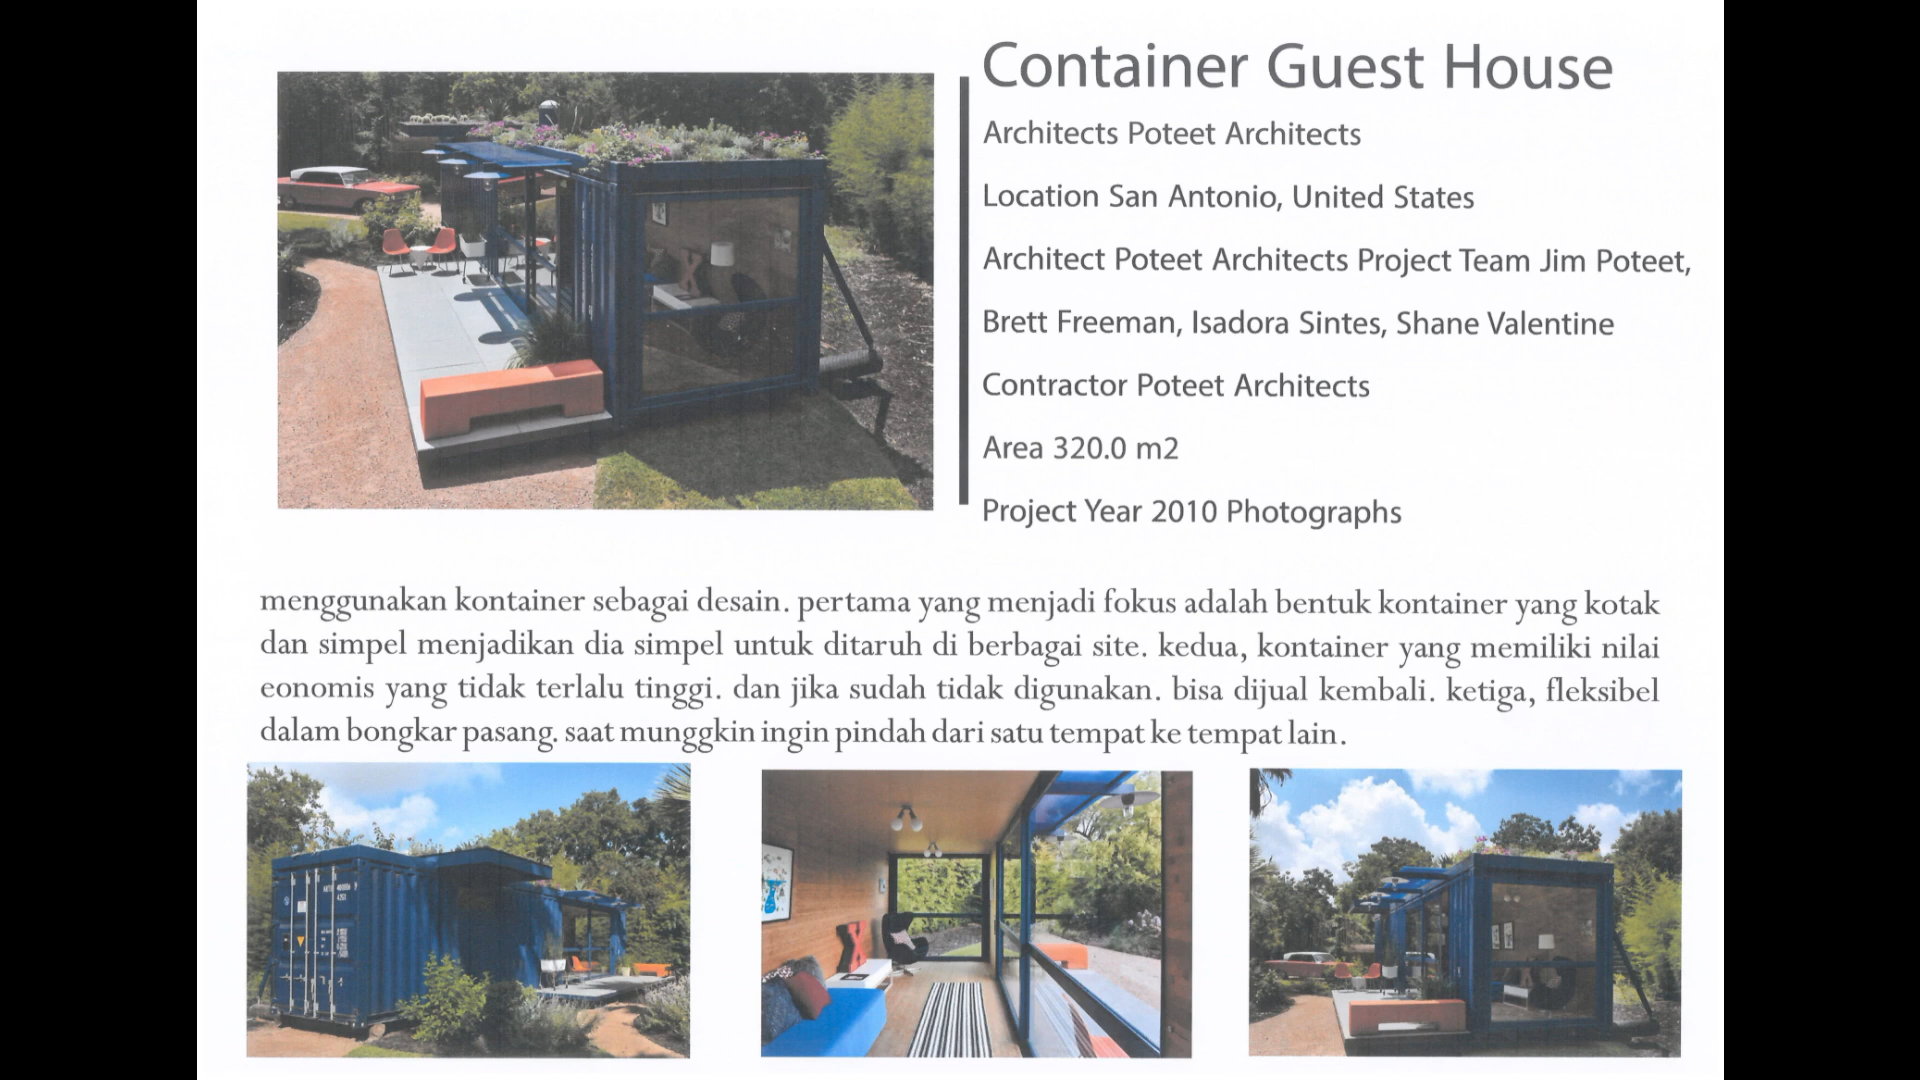 Container Guest House
Architects Poteet Architects
Location San Antonio, United States
Architect Poteet Architects Project Team Jim Poteet,
Brett Freeman, Isadora Sintes, Shane Valentine
Contractor Poteet Architects
Area 320.0 m2
Project Year 2010 Photographs
menggunakan kontainer sebagai desain. pertama yang menjadi fokus adalah bentuk kontainer yang kotak
dan simpel menjadikan dia simpel untuk ditaruh di berbagai site. kedua, kontainer yang memiliki nilai
eonomis yang tidak terlalu tinggi. dan jika sudah tidak digunakan. bisa dijual kembali. ketiga, fleksibel
dalam bongkar pasang. saat munggkin ingin pindah dari satu tempat ke tempat lain.